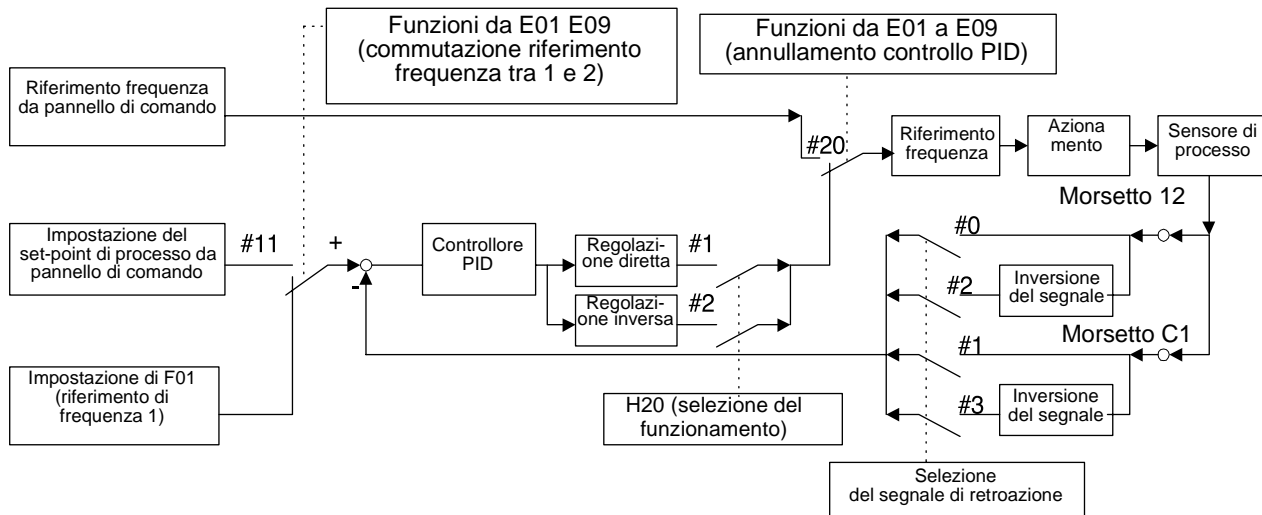 Funzioni da E01 E09
(commutazione riferimento
frequenza tra 1 e 2)
Funzioni da E01 a E09
(annullamento controllo PID)
Riferimento frequenza
da pannello di comando
#20
Riferimento
frequenza
Aziona
mento
Sensore di
processo
Morsetto 12
Impostazione del
set-point di processo da
pannello di comando
#11
+
-
Controllore
PID
Regolazi-
one diretta
#1
Regolazi-
one inversa
#2
#0
#2
Inversione
del segnale
Morsetto C1
#1
#3
Inversione
del segnale
Impostazione di F01
(riferimento di
frequenza 1)
H20 (selezione del
funzionamento)
Selezione
del segnale di retroazione